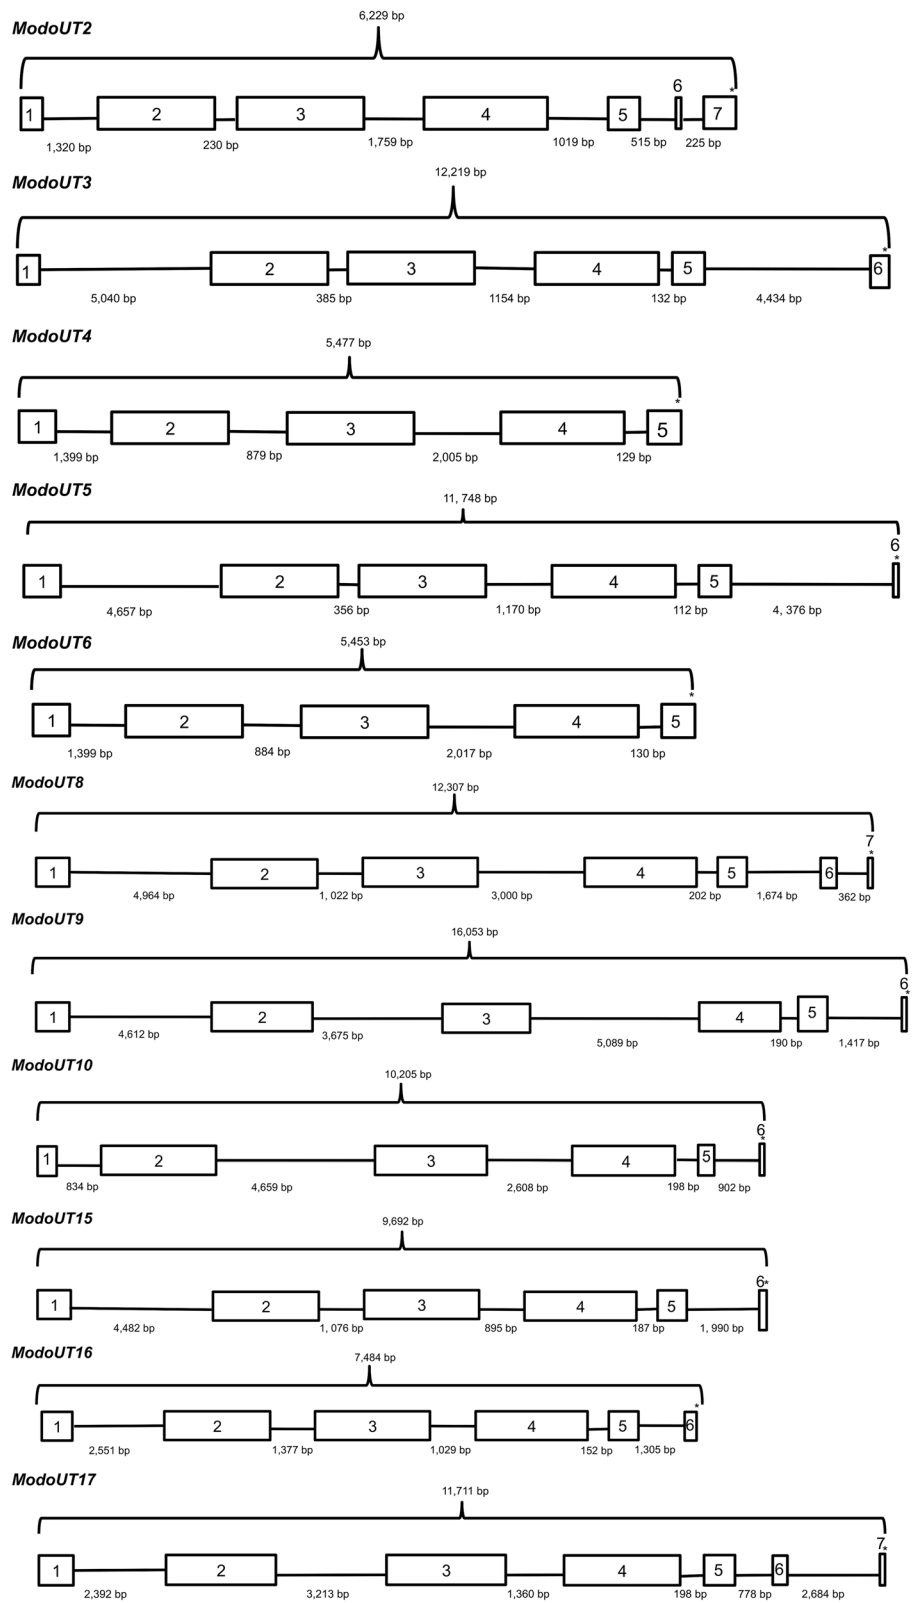 6,229 bp
ModoUT2
1 2 3 4 5 6 7 *
1,320 bp 230 bp 1,759 bp 1019 bp 515 bp 225 bp
12,219 bp
ModoUT3
1 2 3 4 5 6 *
5,040 bp 385 bp 1154 bp 132 bp 4,434 bp
ModoUT4
5,477 bp
1 2 3 4 5 *
1,399 bp 879 bp 2,005 bp 129 bp
ModoUT5
11, 748 bp
1 2 3 4 5 6 *
4,657 bp 356 bp 1,170 bp 112 bp 4, 376 bp
ModoUT6
5,453 bp
1 2 3 4 5 *
1,399 bp 884 bp 2,017 bp 130 bp
ModoUT8
12,307 bp
1 2 3 4 5 6 7 *
4,964 bp 1, 022 bp 3,000 bp 202 bp 1,674 bp 362 bp
ModoUT9
16,053 bp
1 2 3 4 5 6 *
4,612 bp 3,675 bp 5,089 bp 190 bp 1,417 bp
ModoUT10
10,205 bp
1 2 3 4 5 6 *
834 bp 4,659 bp 2,608 bp 198 bp 902 bp
ModoUT15
9,692 bp
1 2 3 4 5 6 *
4,482 bp 1, 076 bp 895 bp 187 bp 1, 990 bp
ModoUT16
7,484 bp
1 2 3 4 5 6 *
2,551 bp 1,377 bp 1,029 bp 152 bp 1,305 bp
ModoUT17
11,711 bp
1 2 3 4 5 6 7 *
2,392 bp 3,213 bp 1,360 bp 198 bp 778 bp 2,684 bp